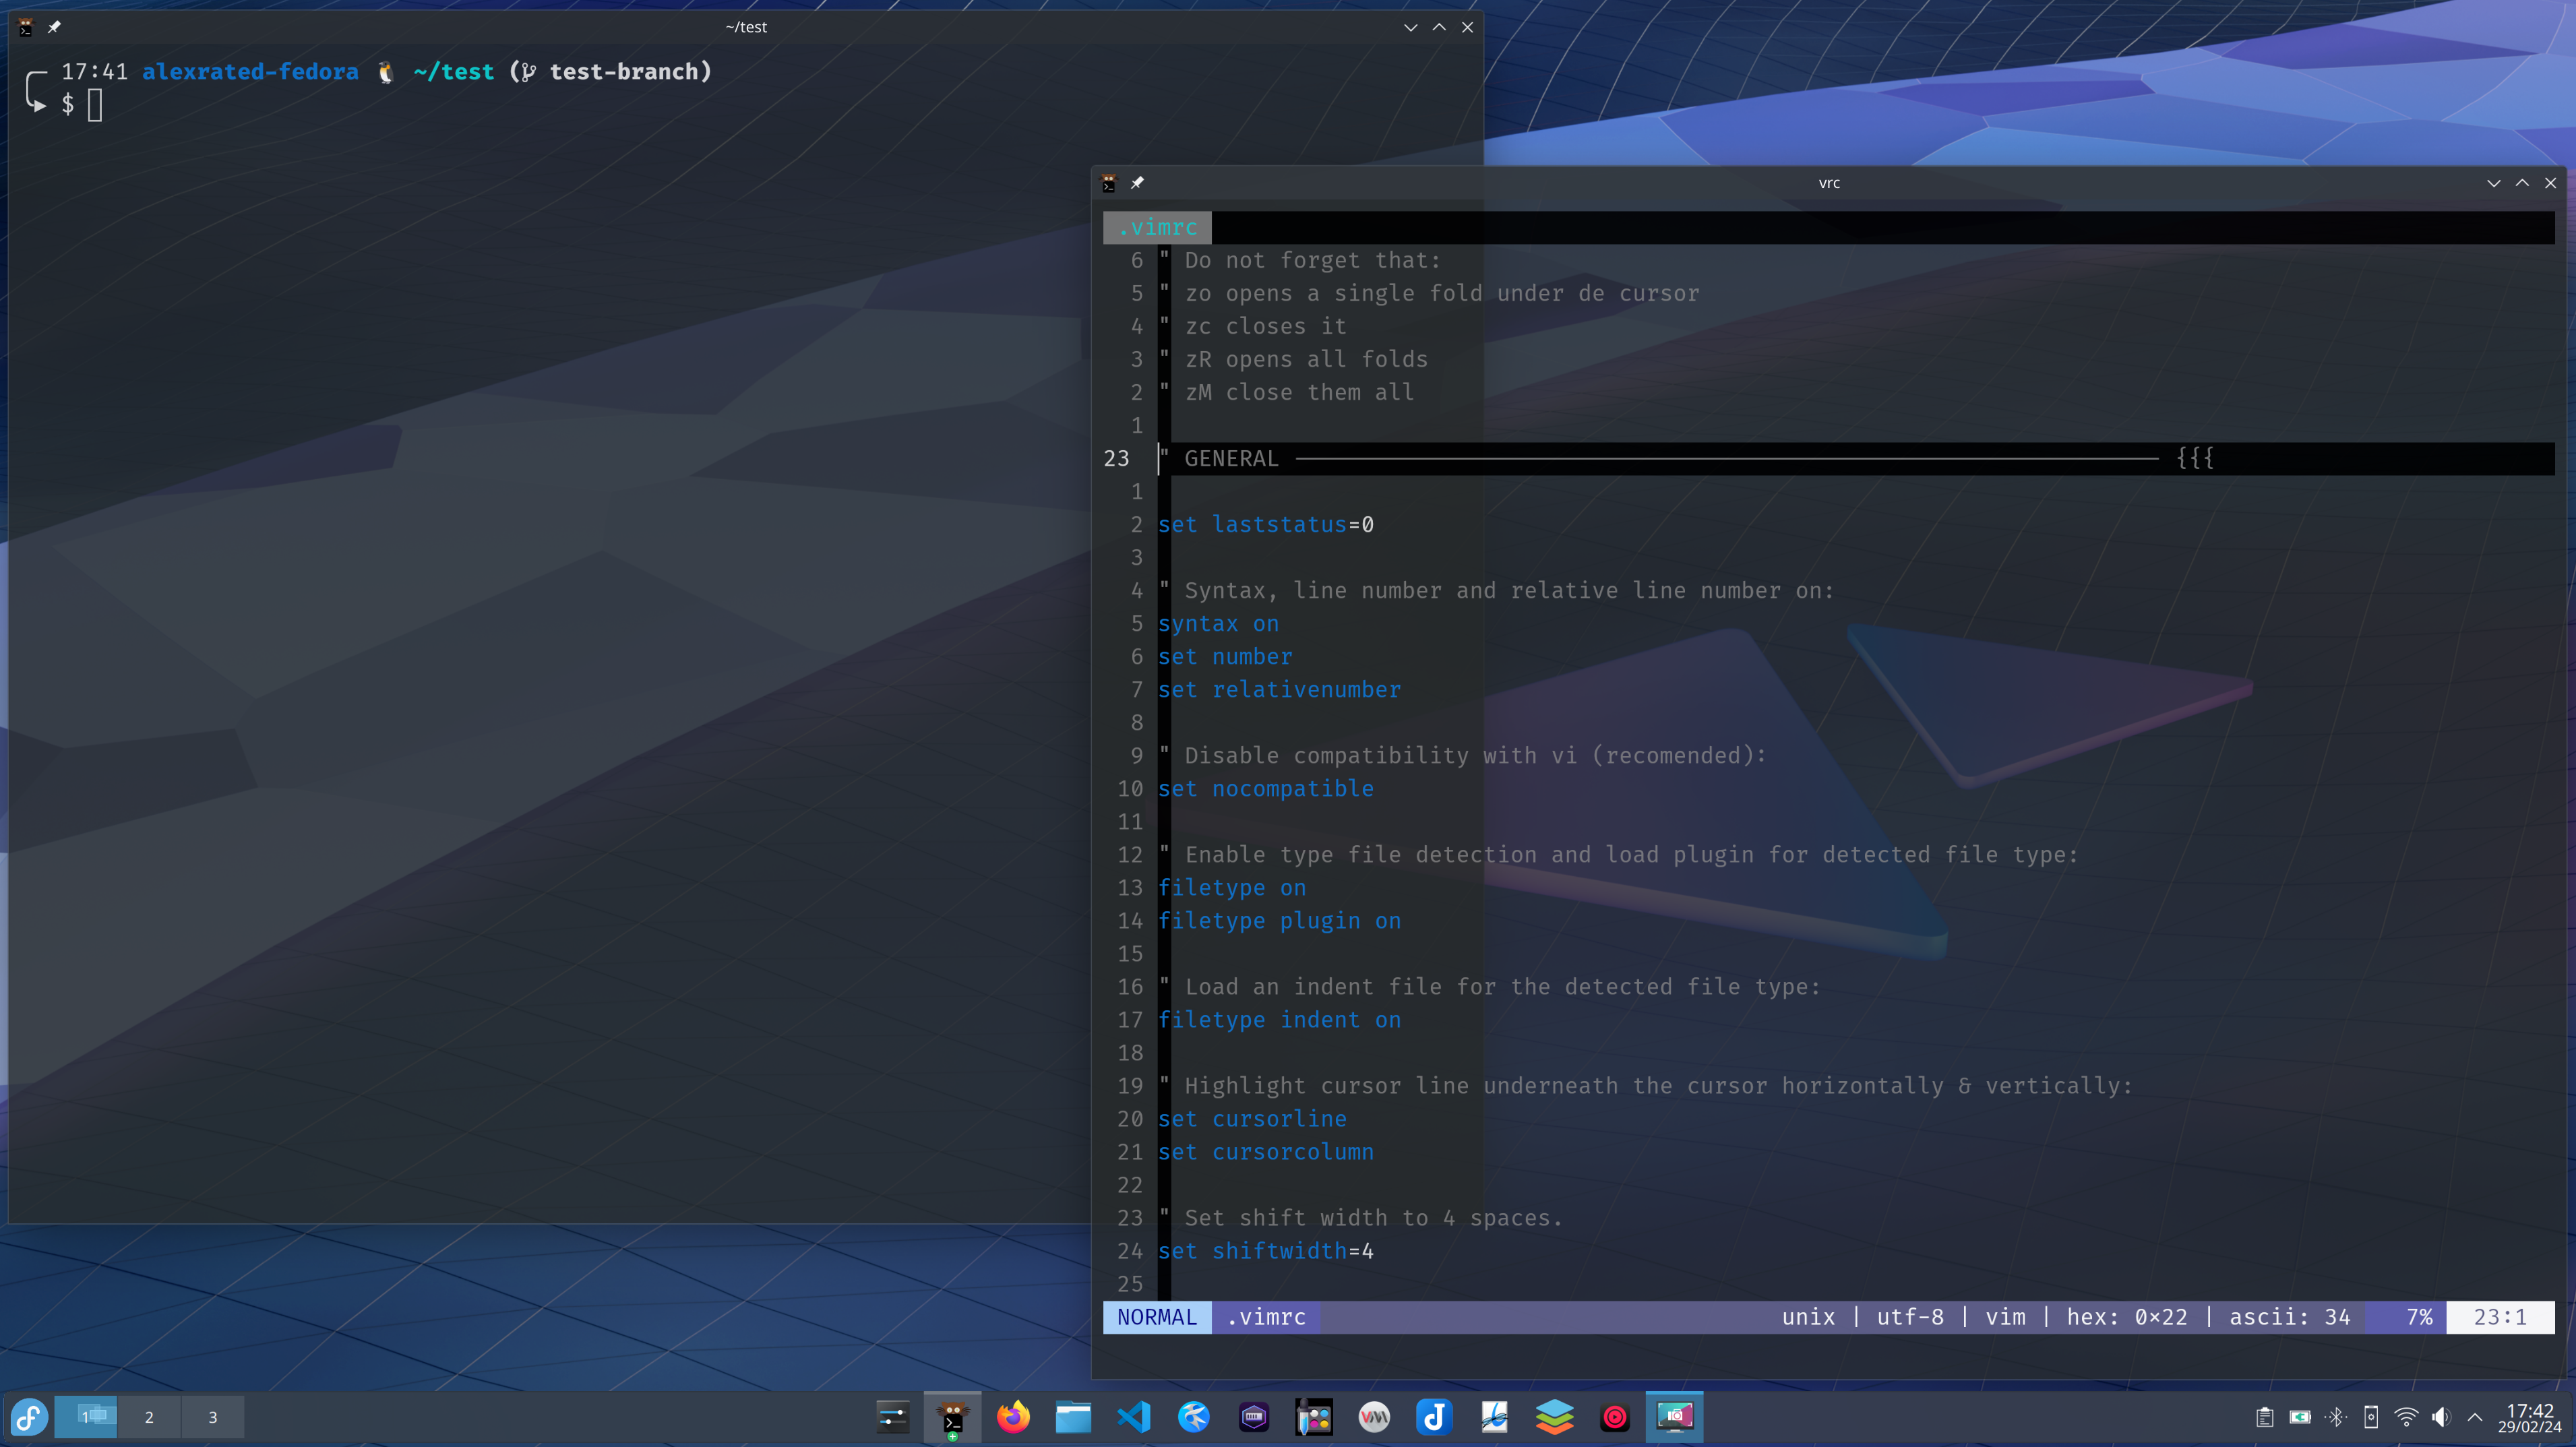 ~/test
17:41 alexrated-fedora ~/test ( test-branch)
$
vrc
.vimrc
6 " Do not forget that:
5 " zo opens a single fold under de cursor
4 " zc closes it
3 " zR opens all folds
2 " zM close them all
1
23 " GENERAL ──────────────────────────────── {{{
1
2 set laststatus=0
3
4 " Syntax, line number and relative line number on:
5 syntax on
6 set number
7 set relativenumber
8
9 " Disable compatibility with vi (recomended):
10 set nocompatible
11
12 " Enable type file detection and load plugin for detected file type:
13 filetype on
14 filetype plugin on
15
16 " Load an indent file for the detected file type:
17 filetype indent on
18
19 " Highlight cursor line underneath the cursor horizontally & vertically:
20 set cursorline
21 set cursorcolumn
22
23 " Set shift width to 4 spaces.
24 set shiftwidth=4
25
NORMAL .vimrc unix | utf-8 | vim | hex: 0×22 | ascii: 34 7% 23:1
1 2 3 17:42
29/02/24